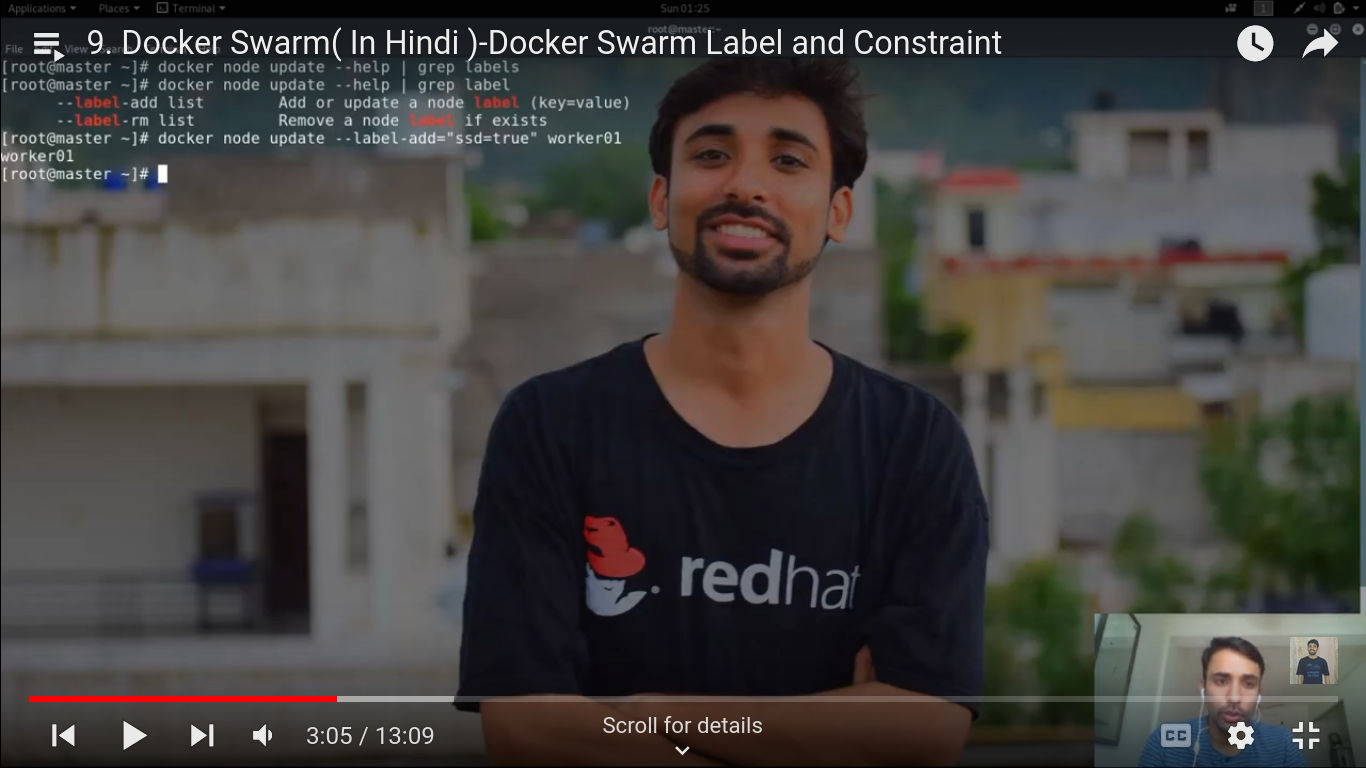 Applications Places Terminal Sun 01:25 1
root@master:~
9. Docker Swarm( In Hindi )-Docker Swarm Label and Constraint
File View
[root@master ~]# docker node update --help | grep labels
[root@master ~]# docker node update --help | grep label
--label-add list Add or update a node label (key=value)
--label-rm list Remove a node label if exists
[root@master ~]# docker node update --label-add="ssd=true" worker01
worker01
[root@master ~]#
redhat
3:05 / 13:09
Scroll for details
CC